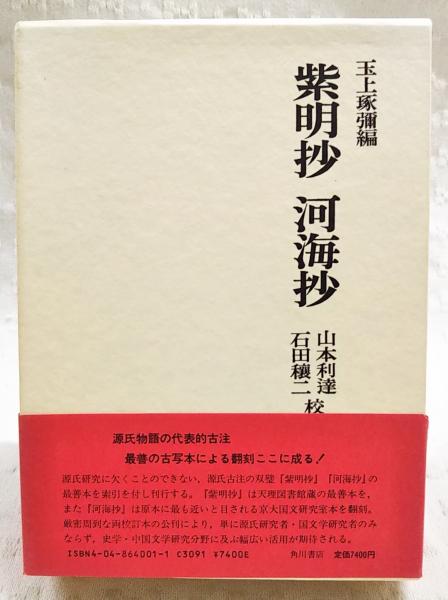 玉上琢彌編
紫明抄 河海抄
山本利達
石田穰二 校
源氏物語の代表的古注
最善の古写本による翻刻ここに成る!
源氏研究に欠くことのできない,源氏古注の双璧『紫明抄』『河海抄』の
最善本を索引を付し刊行する。『紫明抄』は天理図書館蔵の最善本を,
また『河海抄』は原本に最も近いと目される京大国文研究室本を翻刻。
厳密周到な両校訂本の公刊により,単に源氏研究者・国文学研究者のみ
ならず,史学・中国文学研究分野に及ぶ幅広い活用が期待される。
ISBN4-04-864001-1 C3091 ¥7400E 角川書店 定価7400円